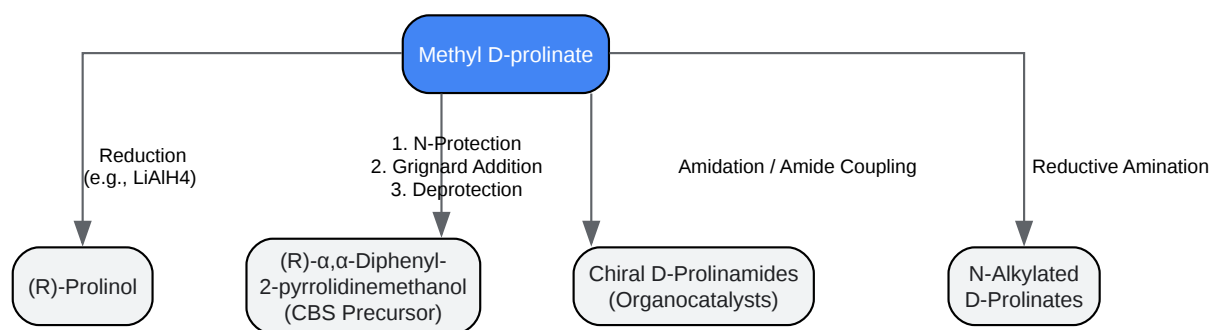 Methyl D-prolinate
Reduction
(e.g., LiAlH4)
1. N-Protection
2. Grignard Addition
3. Deprotection
Amidation / Amide Coupling
Reductive Amination
(R)-Prolinol
(R)-α,α-Diphenyl-
2-pyrrolidinemethanol
(CBS Precursor)
Chiral D-Prolinamides
(Organocatalysts)
N-Alkylated
D-Prolinates